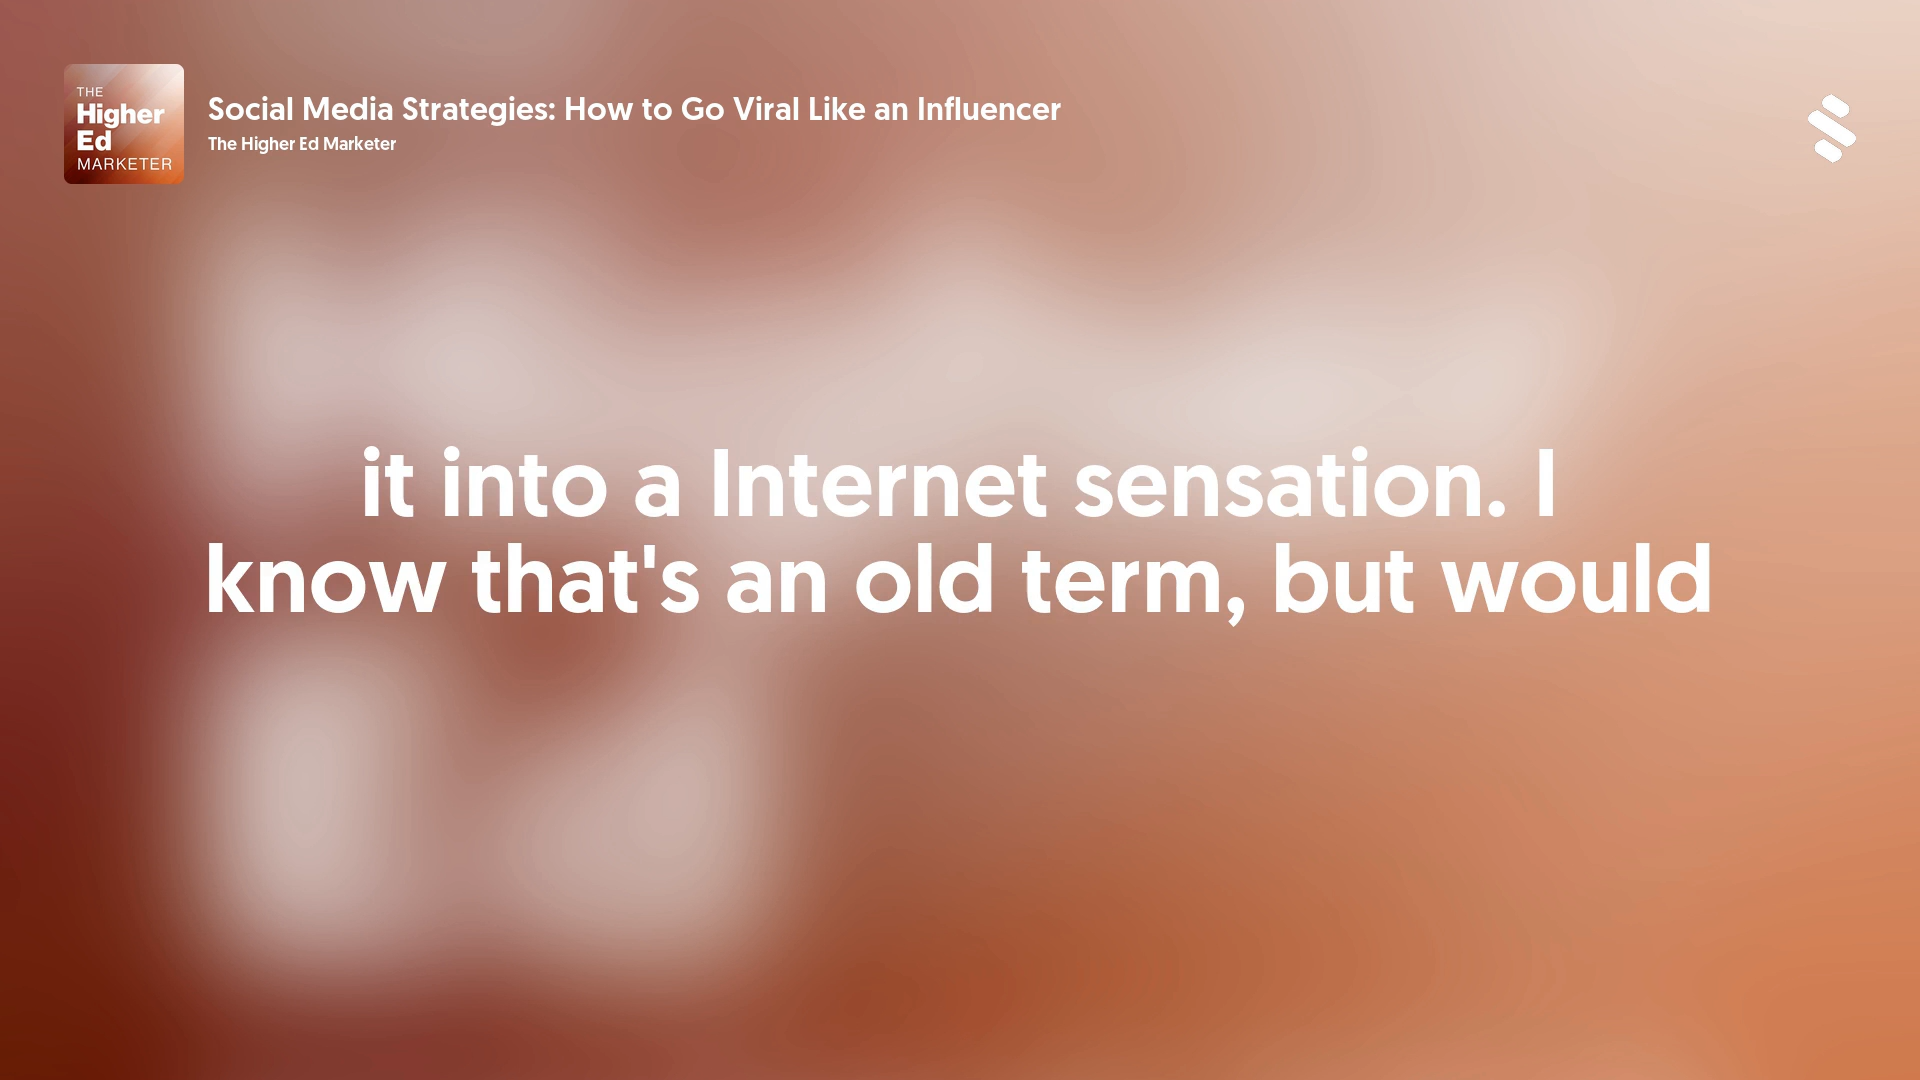 THE
Higher
Ed
MARKETER
Social Media Strategies: How to Go Viral Like an Influencer
The Higher Ed Marketer
it into a Internet sensation. I
know that's an old term, but would